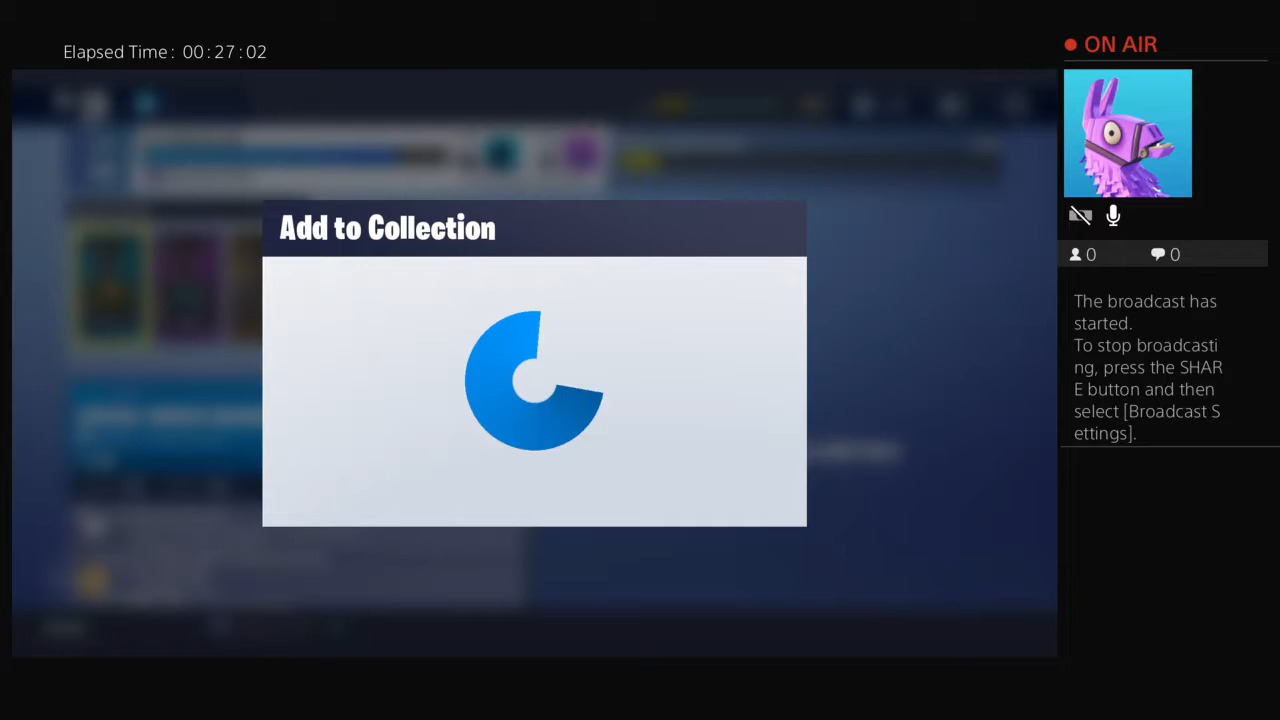 Elapsed Time: 00:27:02
ON AIR
Add to Collection
0 0
The broadcast has
started.
To stop broadcasti
ng, press the SHAR
E button and then
select [Broadcast S
ettings].